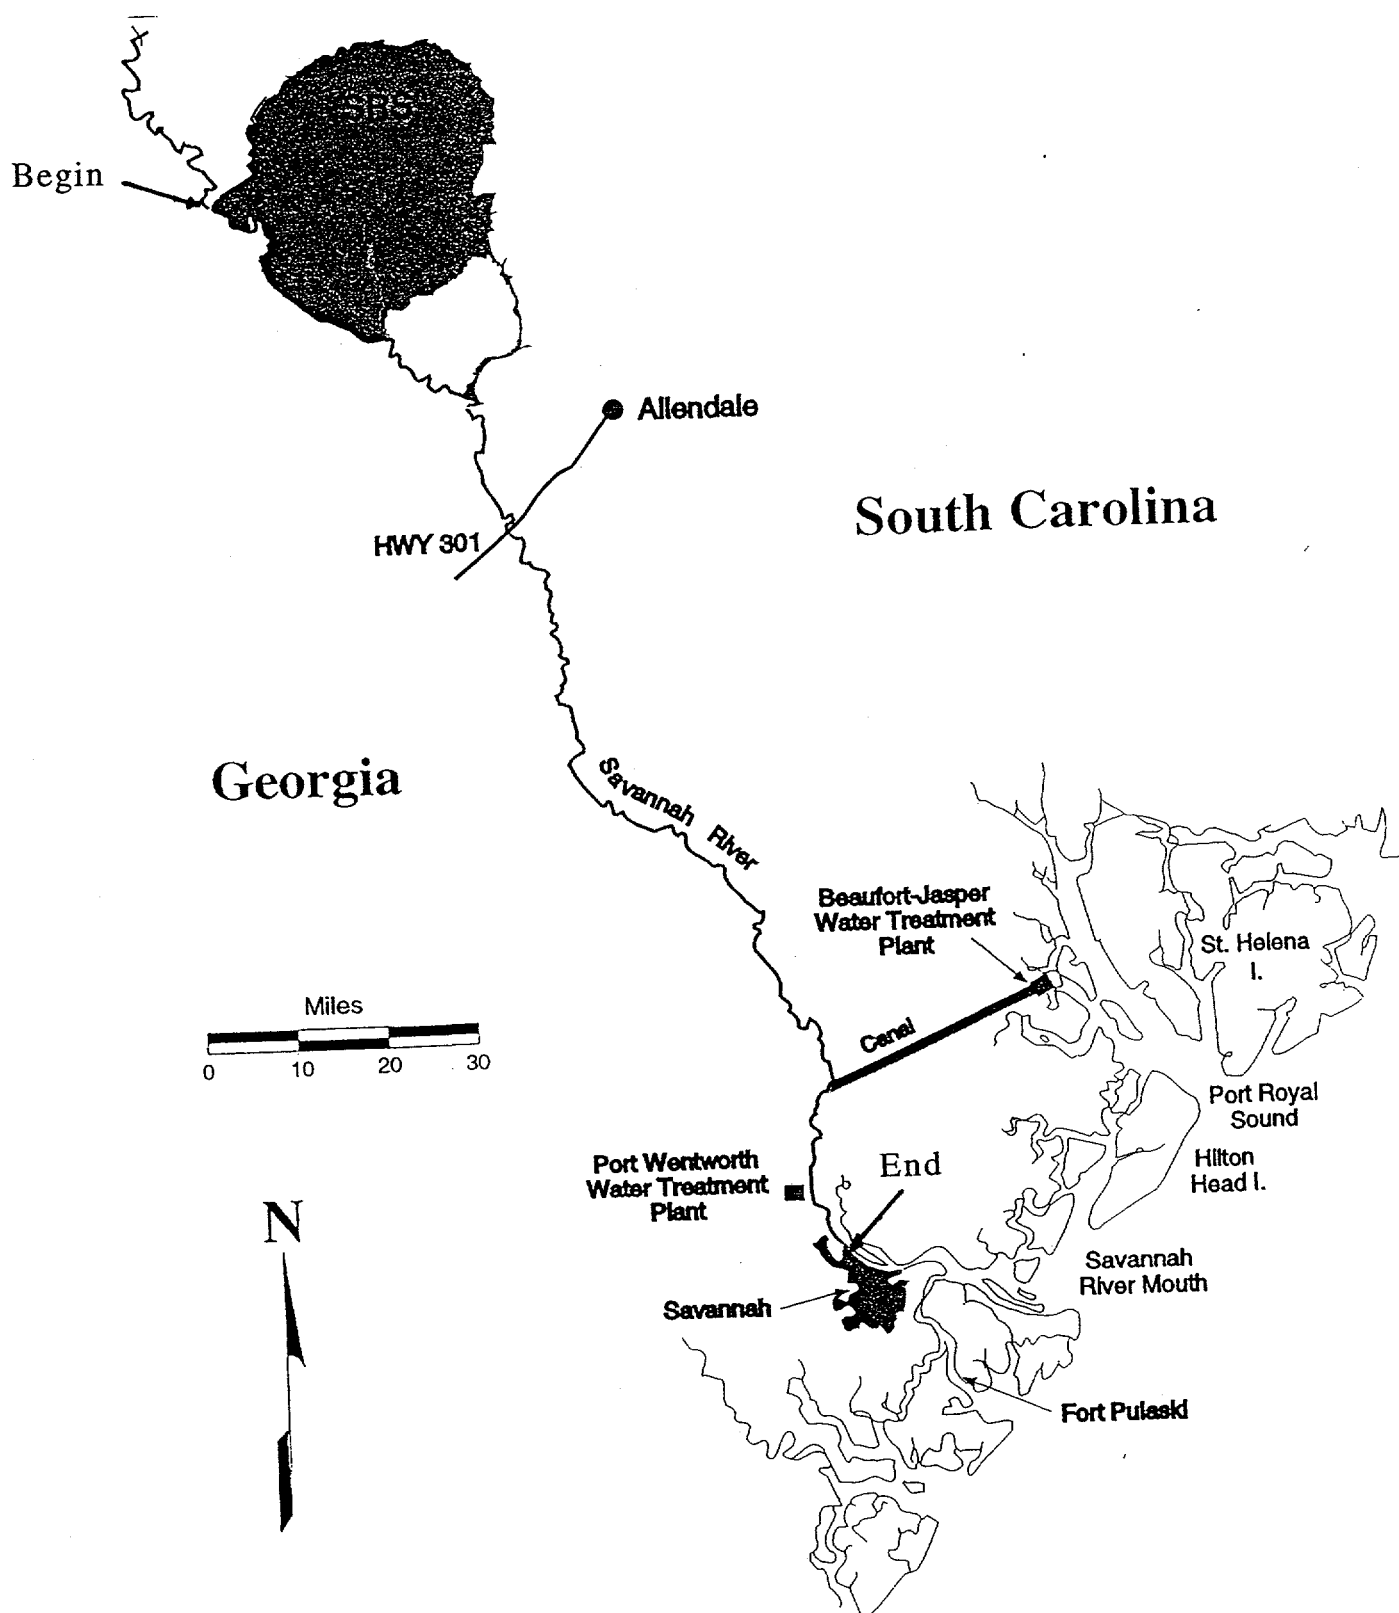 SRS
Begin
Allendale
South Carolina
HWY 301
Georgia
Savannah River
Beaufort-Jasper
Water Treatment
Plant
St. Helena
I.
Miles
0 10 20 30
Canal
Port Royal
Sound
Port Wentworth
Water Treatment
Plant
End
Hilton
Head I.
N
Savannah
River Mouth
Savannah
Fort Pulaski